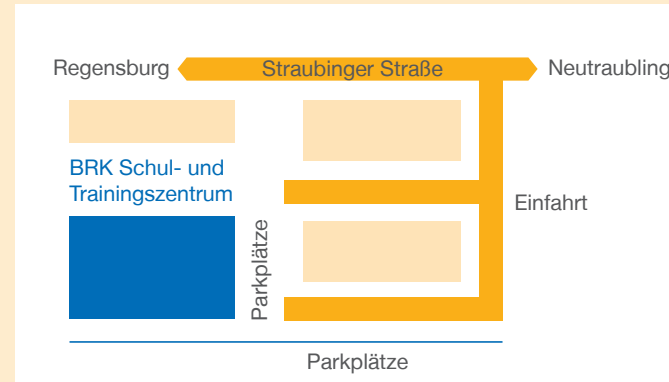 Regensburg
Straubinger Straße
Neutraubling
BRK Schul- und
Trainingszentrum
Einfahrt
Parkplätze
Parkplätze